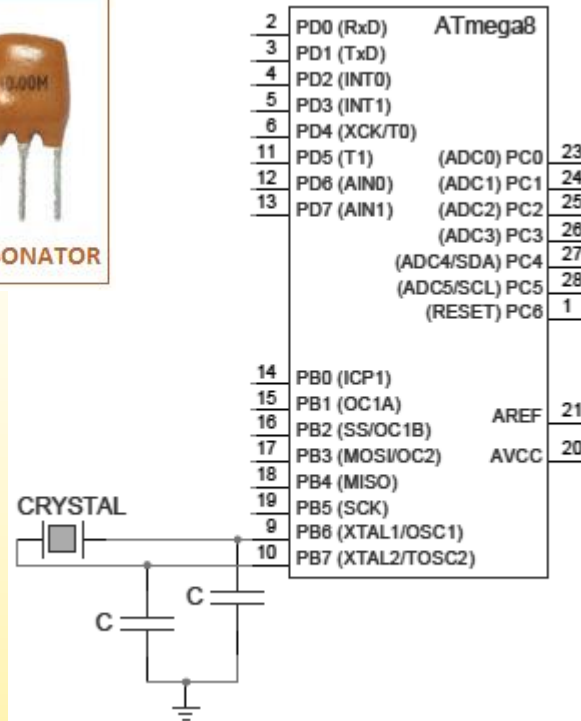 ATmega8
2 PD0 (RxD)
3 PD1 (TxD)
4 PD2 (INT0)
5 PD3 (INT1)
6 PD4 (XCK/T0)
11 PD5 (T1)
12 PD6 (AIN0)
13 PD7 (AIN1)
(ADC0) PC0 23
(ADC1) PC1 24
(ADC2) PC2 25
(ADC3) PC3 26
(ADC4/SDA) PC4 27
(ADC5/SCL) PC5 28
(RESET) PC6 1
14 PB0 (ICP1)
15 PB1 (OC1A)
16 PB2 (SS/OC1B)
17 PB3 (MOSI/OC2)
18 PB4 (MISO)
19 PB5 (SCK)
9 PB6 (XTAL1/OSC1)
10 PB7 (XTAL2/TOSC2)
AREF 21
AVCC 20
CRYSTAL
C
C
ONATOR